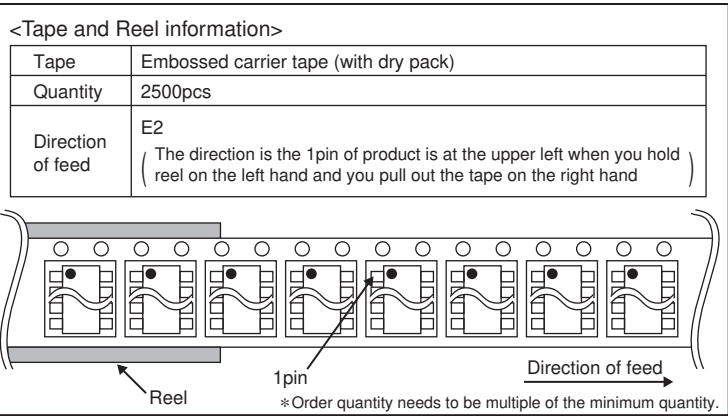 <Tape and Reel information>
Tape
Embossed carrier tape (with dry pack)
Quantity
2500pcs
Direction
of feed
E2
( The direction is the 1pin of product is at the upper left when you hold
reel on the left hand and you pull out the tape on the right hand )
Reel
1pin
Direction of feed
*Order quantity needs to be multiple of the minimum quantity.